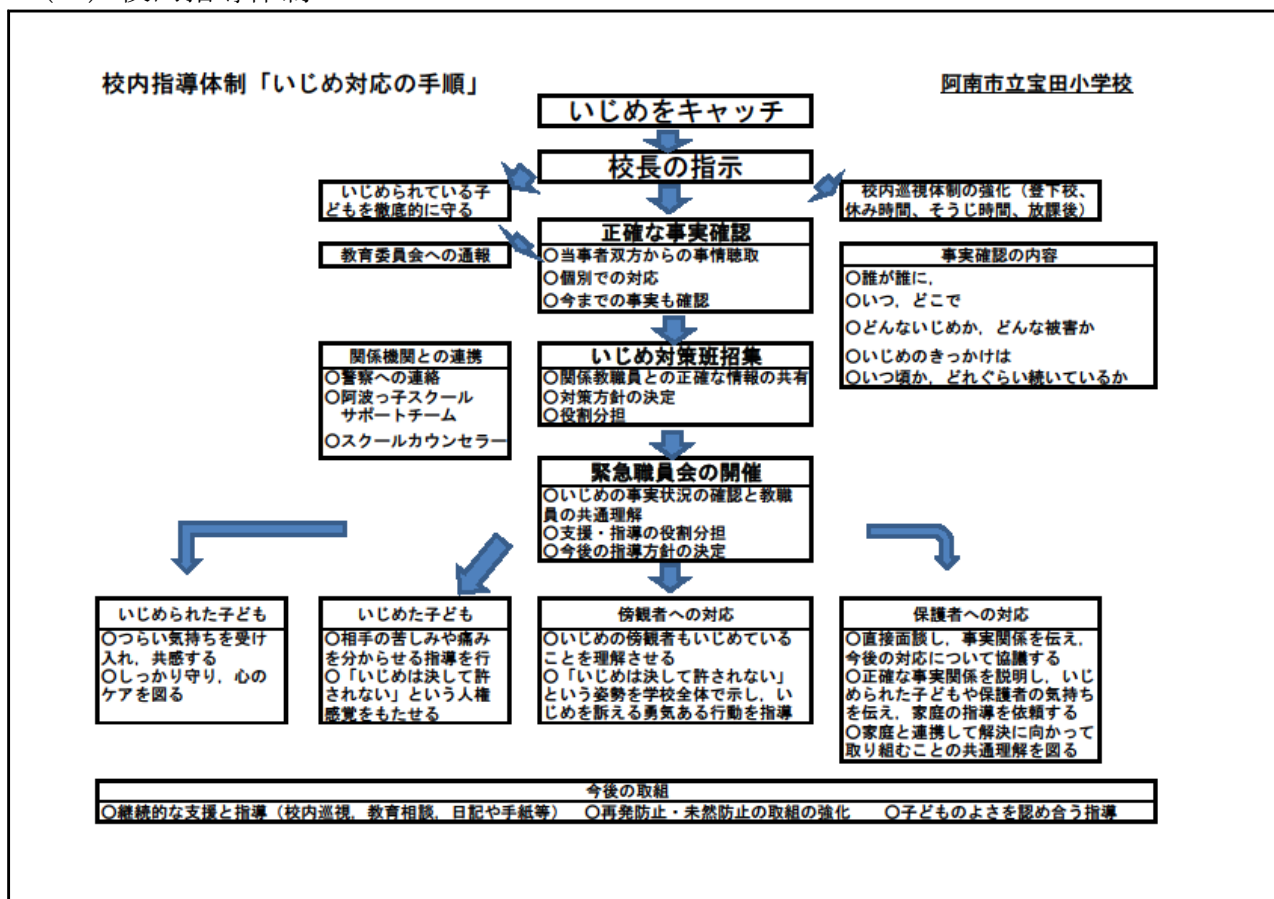 校内指導体制「いじめ対応の手順」
阿南市立宝田小学校
いじめをキャッチ
校長の指示
いじめられている子
どもを徹底的に守る
校内巡視体制の強化（登下校、
休み時間、そうじ時間、放課後）
正確な事実確認
〇当事者双方からの事情聴取
〇個別での対応
〇今までの事実も確認
教育委員会への通報
事実確認の内容
〇誰が誰に，
〇いつ，どこで
〇どんないじめか，どんな被害か
〇いじめのきっかけは
〇いつ頃か，どれぐらい続いているか
関係機関との連携
〇警察への連絡
〇阿波っ子スクール
サポートチーム
〇スクールカウンセラー
いじめ対策班招集
〇関係教職員との正確な情報の共有
〇対策方針の決定
〇役割分担
緊急職員会の開催
〇いじめの事実状況の確認と教職
員の共通理解
〇支援・指導の役割分担
〇今後の指導方針の決定
いじめられた子ども
〇つらい気持ちを受け
入れ，共感する
〇しっかり守り，心の
ケアを図る
いじめた子ども
〇相手の苦しみや痛み
を分からせる指導を行
〇「いじめは決して許
されない」という人権
感覚をもたせる
傍観者への対応
〇いじめの傍観者もいじめている
ことを理解させる
〇「いじめは決して許されない」
という姿勢を学校全体で示し，い
じめを訴える勇気ある行動を指導
保護者への対応
〇直接面談し，事実関係を伝え，
今後の対応について協議する
〇正確な事実関係を説明し，いじ
められた子どもや保護者の気持ち
を伝え，家庭の指導を依頼する
〇家庭と連携して解決に向かって
取り組むことの共通理解を図る
今後の取組
〇継続的な支援と指導（校内巡視，教育相談，日記や手紙等）　〇再発防止・未然防止の取組の強化　〇子どものよさを認め合う指導